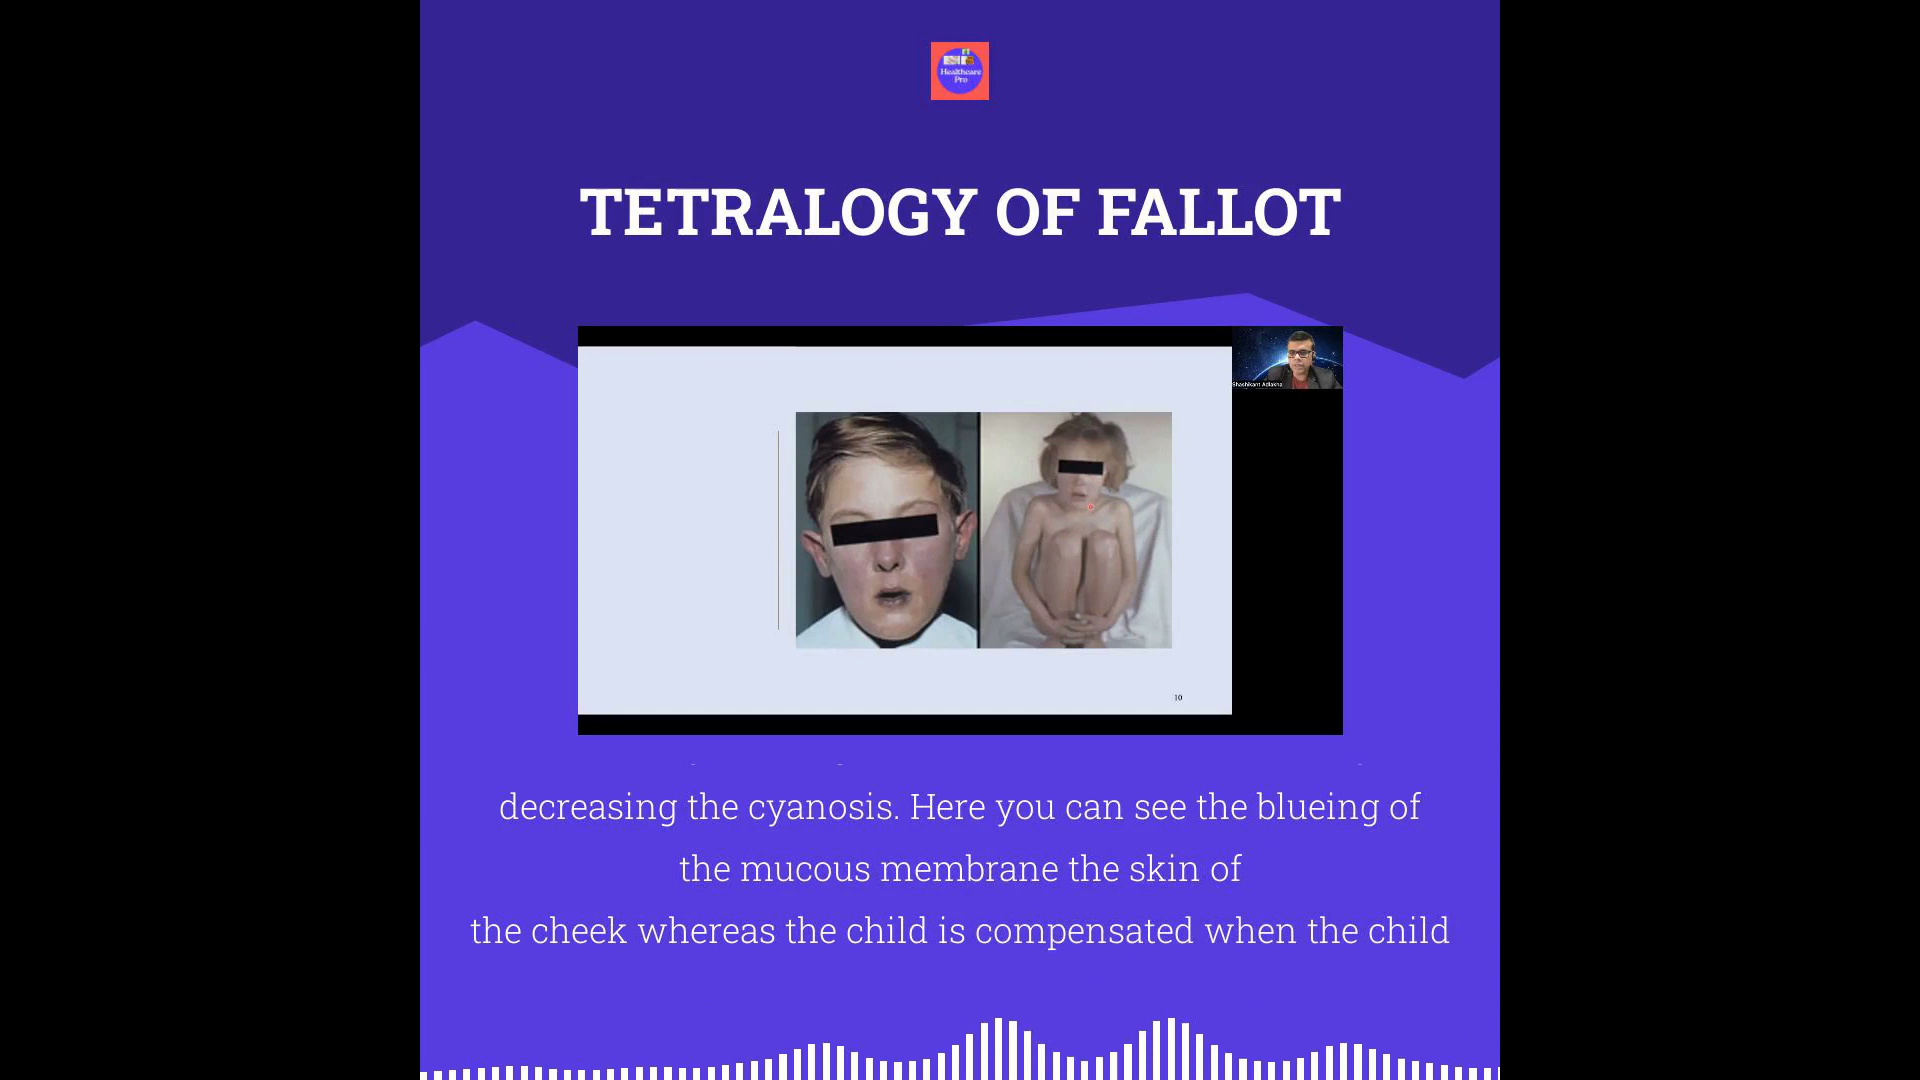 Healthcare
Pro
TETRALOGY OF FALLOT
Shashikant Adlakha
10
decreasing the cyanosis. Here you can see the blueing of
the mucous membrane the skin of
the cheek whereas the child is compensated when the child